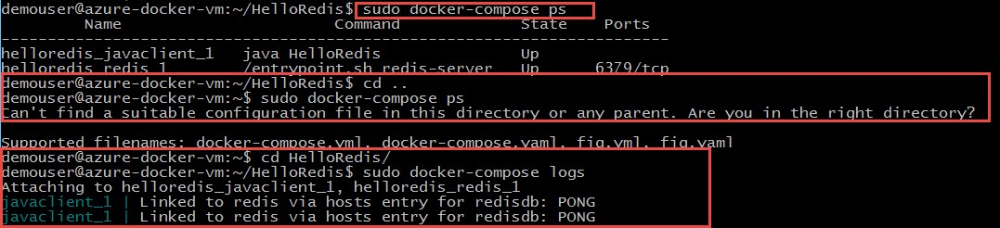 demouser@azure-docker-vm:~/HelloRedis$ sudo docker-compose ps
Name Command State Ports
--------------------------------------------------------------------
helloredis_javaclient_1 java HelloRedis Up
helloredis_redis_1 /entrypoint.sh redis-server Up 6379/tcp
demouser@azure-docker-vm:~/HelloRedis$ cd ..
demouser@azure-docker-vm:~$ sudo docker-compose ps
Can't find a suitable configuration file in this directory or any parent. Are you in the right directory?
Supported filenames: docker-compose.yml, docker-compose.yaml, fig.yml, fig.yaml
demouser@azure-docker-vm:~$ cd HelloRedis/
demouser@azure-docker-vm:~/HelloRedis$ sudo docker-compose logs
Attaching to helloredis_javaclient_1, helloredis_redis_1
javaclient_1 | Linked to redis via hosts entry for redisdb: PONG
javaclient_1 | Linked to redis via hosts entry for redisdb: PONG